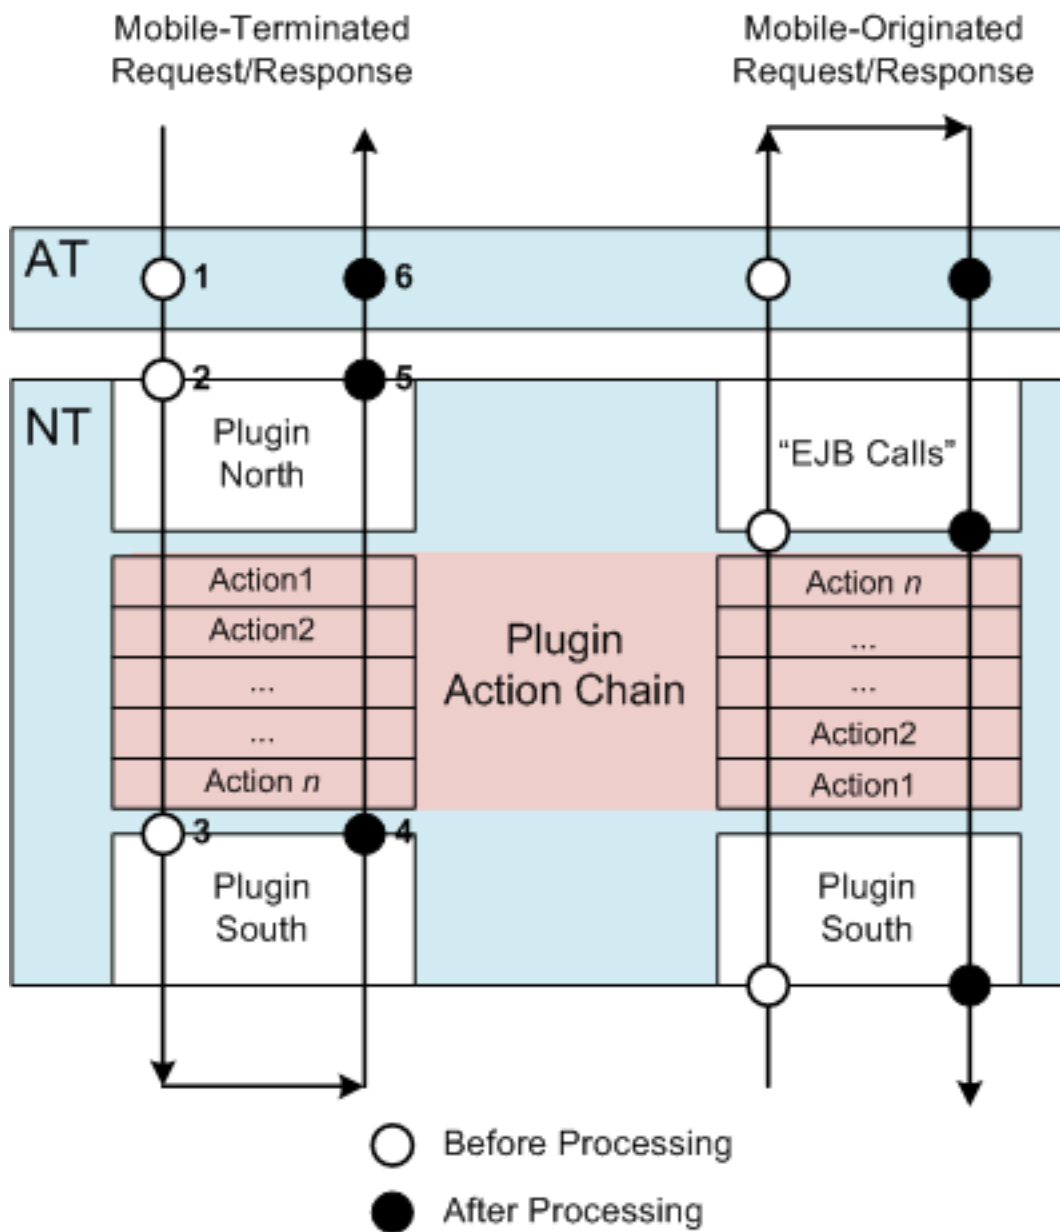 Mobile-Terminated
Request/Response
Mobile-Originated
Request/Response
AT
1
6
2
5
NT
Plugin
North
“EJB Calls”
Action1
Action2
...
...
Action n
Plugin
Action Chain
Action n
...
...
Action2
Action1
3
4
Plugin
South
Plugin
South
Before Processing
After Processing